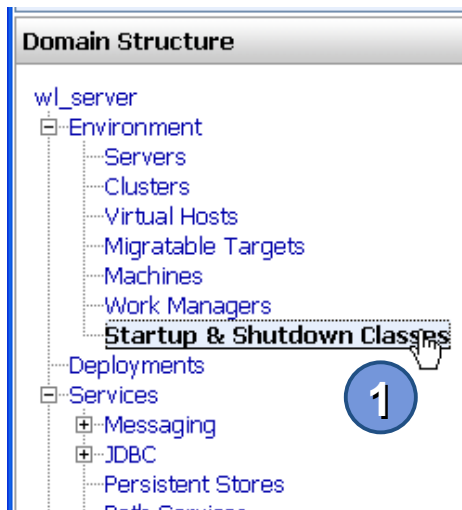 Domain Structure
wl_server
Environment
Servers
Clusters
Virtual Hosts
Migratable Targets
Machines
Work Managers
Startup & Shutdown Classes
Deployments
1
Services
Messaging
JDBC
Persistent Stores